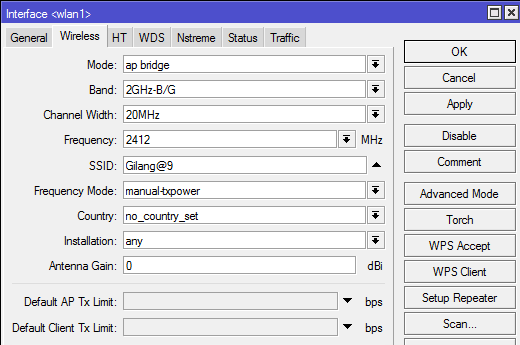 Interface <wlan1>
General Wireless HT WDS Nstreme Status Traffic
Mode: ap bridge
Band: 2GHz-B/G
Channel Width: 20MHz
Frequency: 2412 MHz
SSID: Gilang@9
Frequency Mode: manual-txpower
Country: no_country_set
Installation: any
Antenna Gain: 0 dBi
Default AP Tx Limit: bps
Default Client Tx Limit: bps
OK
Cancel
Apply
Disable
Comment
Advanced Mode
Torch
WPS Accept
WPS Client
Setup Repeater
Scan...